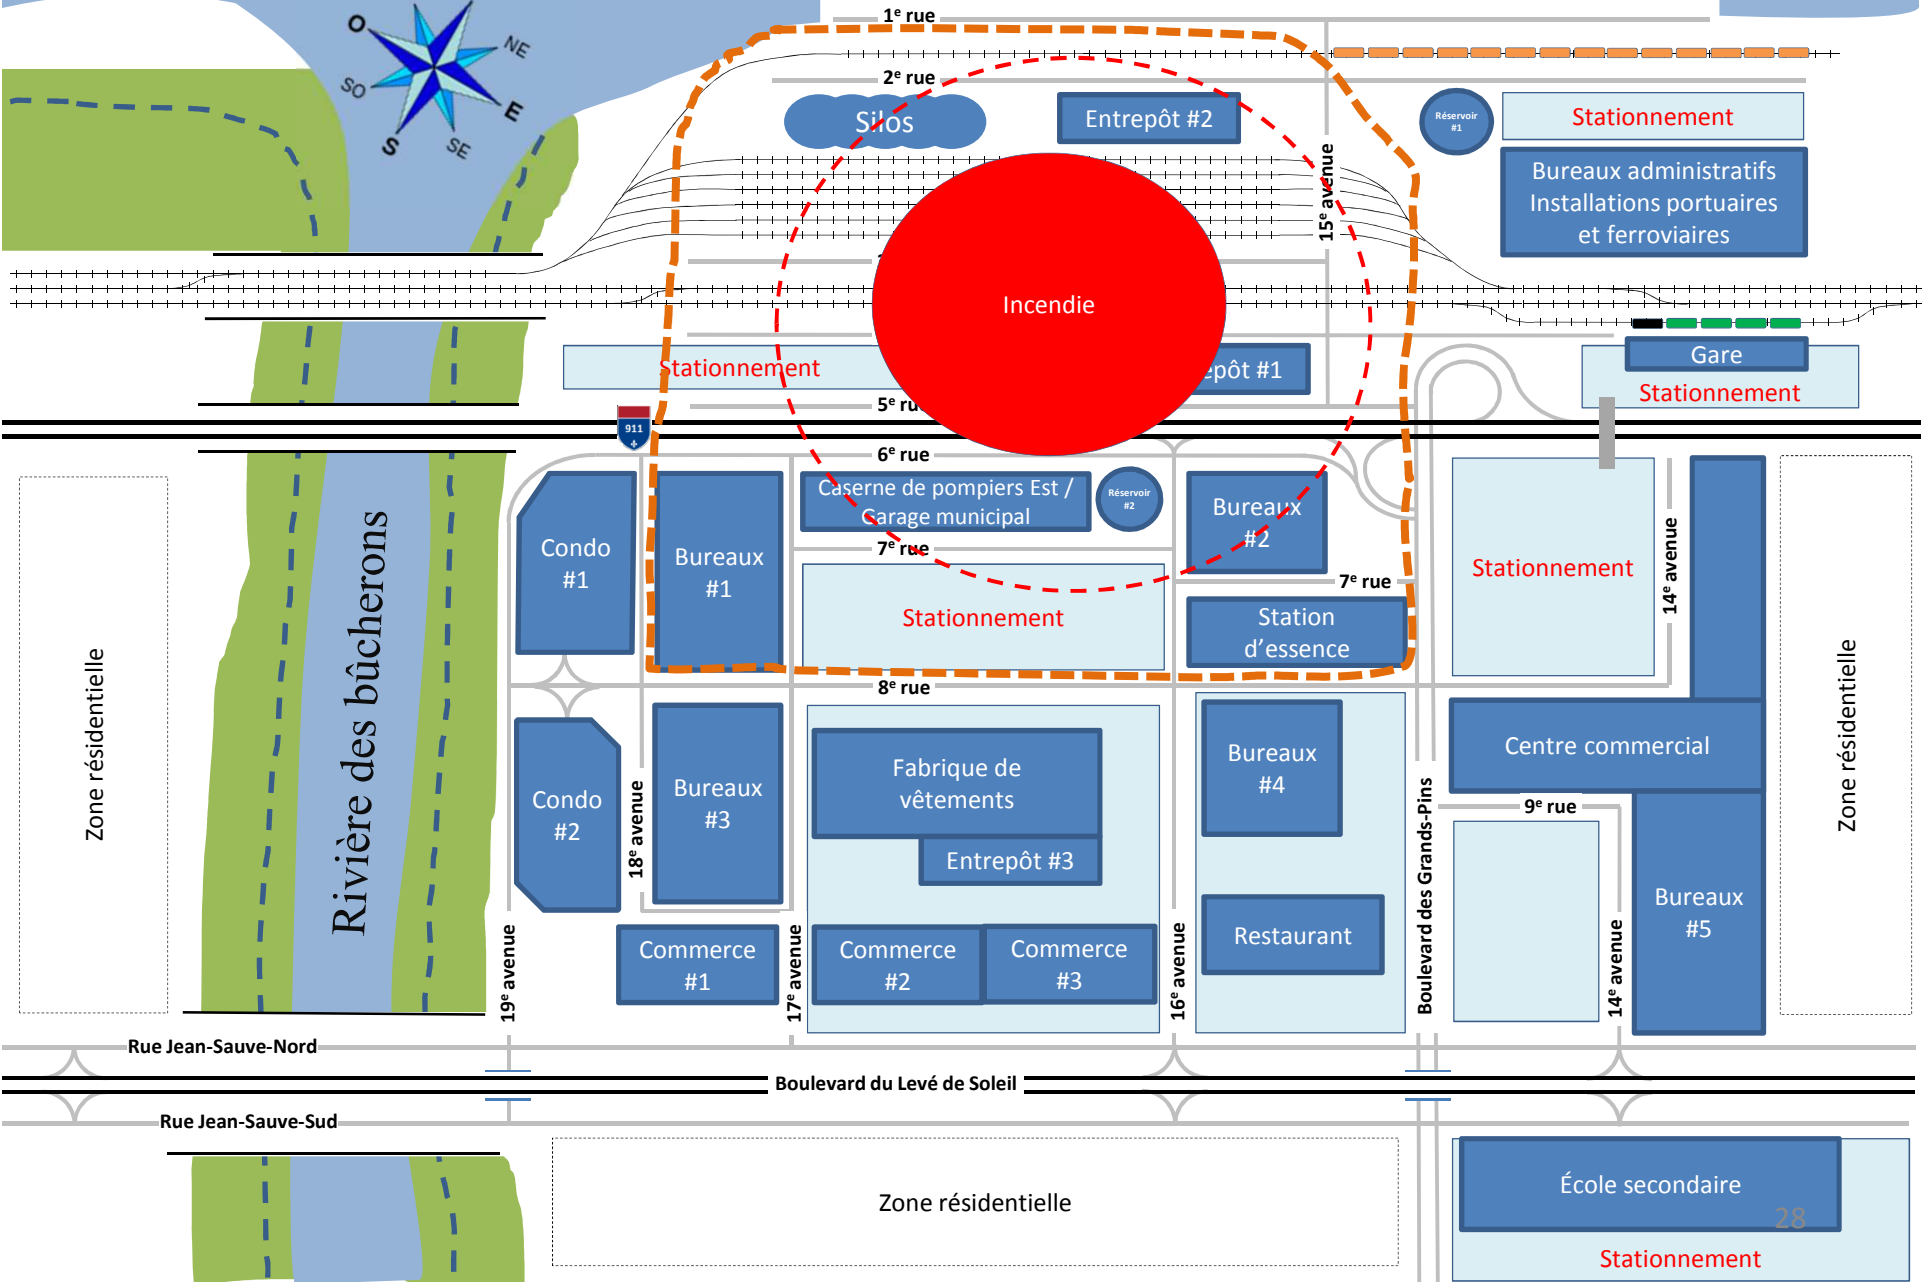 1e rue
O
NE
SO
E
S
SE
2e rue
Silos
Entrepôt #2
Réservoir
#1
Stationnement
15e avenue
Bureaux administratifs
Installations portuaires
et ferroviaires
Incendie
Stationnement
epôt #1
Gare
Stationnement
5e ru
911
6e rue
Caserne de pompiers Est /
Garage municipal
Réservoir
#2
Bureaux
#2
Condo
#1
Bureaux
#1
7e rue
7e rue
Stationnement
Station
d’essence
Stationnement
14e avenue
8e rue
Zone résidentielle
Rivière des bûcherons
Condo
#2
18e avenue
Bureaux
#3
Fabrique de
vêtements
Entrepôt #3
Bureaux
#4
Boulevard des Grands-Pins
Centre commercial
9e rue
Zone résidentielle
Bureaux
#5
19e avenue
Commerce
#1
17e avenue
Commerce
#2
Commerce
#3
16e avenue
Restaurant
14e avenue
Rue Jean-Sauve-Nord
Boulevard du Levé de Soleil
Rue Jean-Sauve-Sud
Zone résidentielle
École secondaire
28
Stationnement